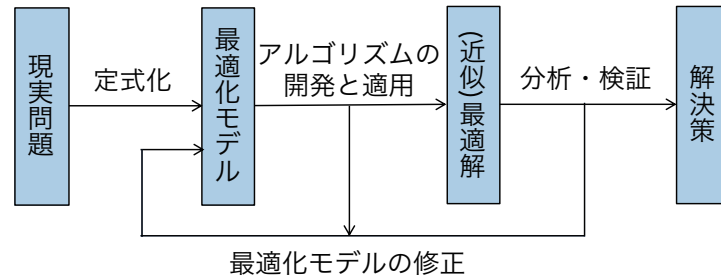 現実問題
定式化
最適化モデル
アルゴリズムの
開発と適用
(近似)最適解
分析・検証
解決策
最適化モデルの修正